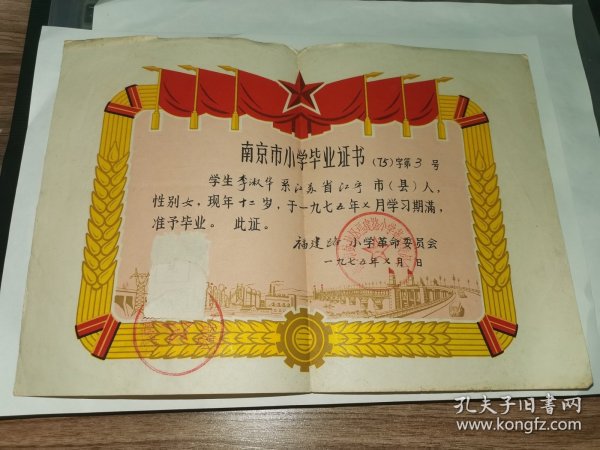 南京市小学毕业证书 (75)字第3号
学生李淑华系江苏省江宁市(县)人,
性别女,现年十二岁,于一九七五年 月学习期满,
准予毕业。此证。
福建路小学革命委员会
一九七五年 月 日
孔夫子旧书网
www.kongfz.com